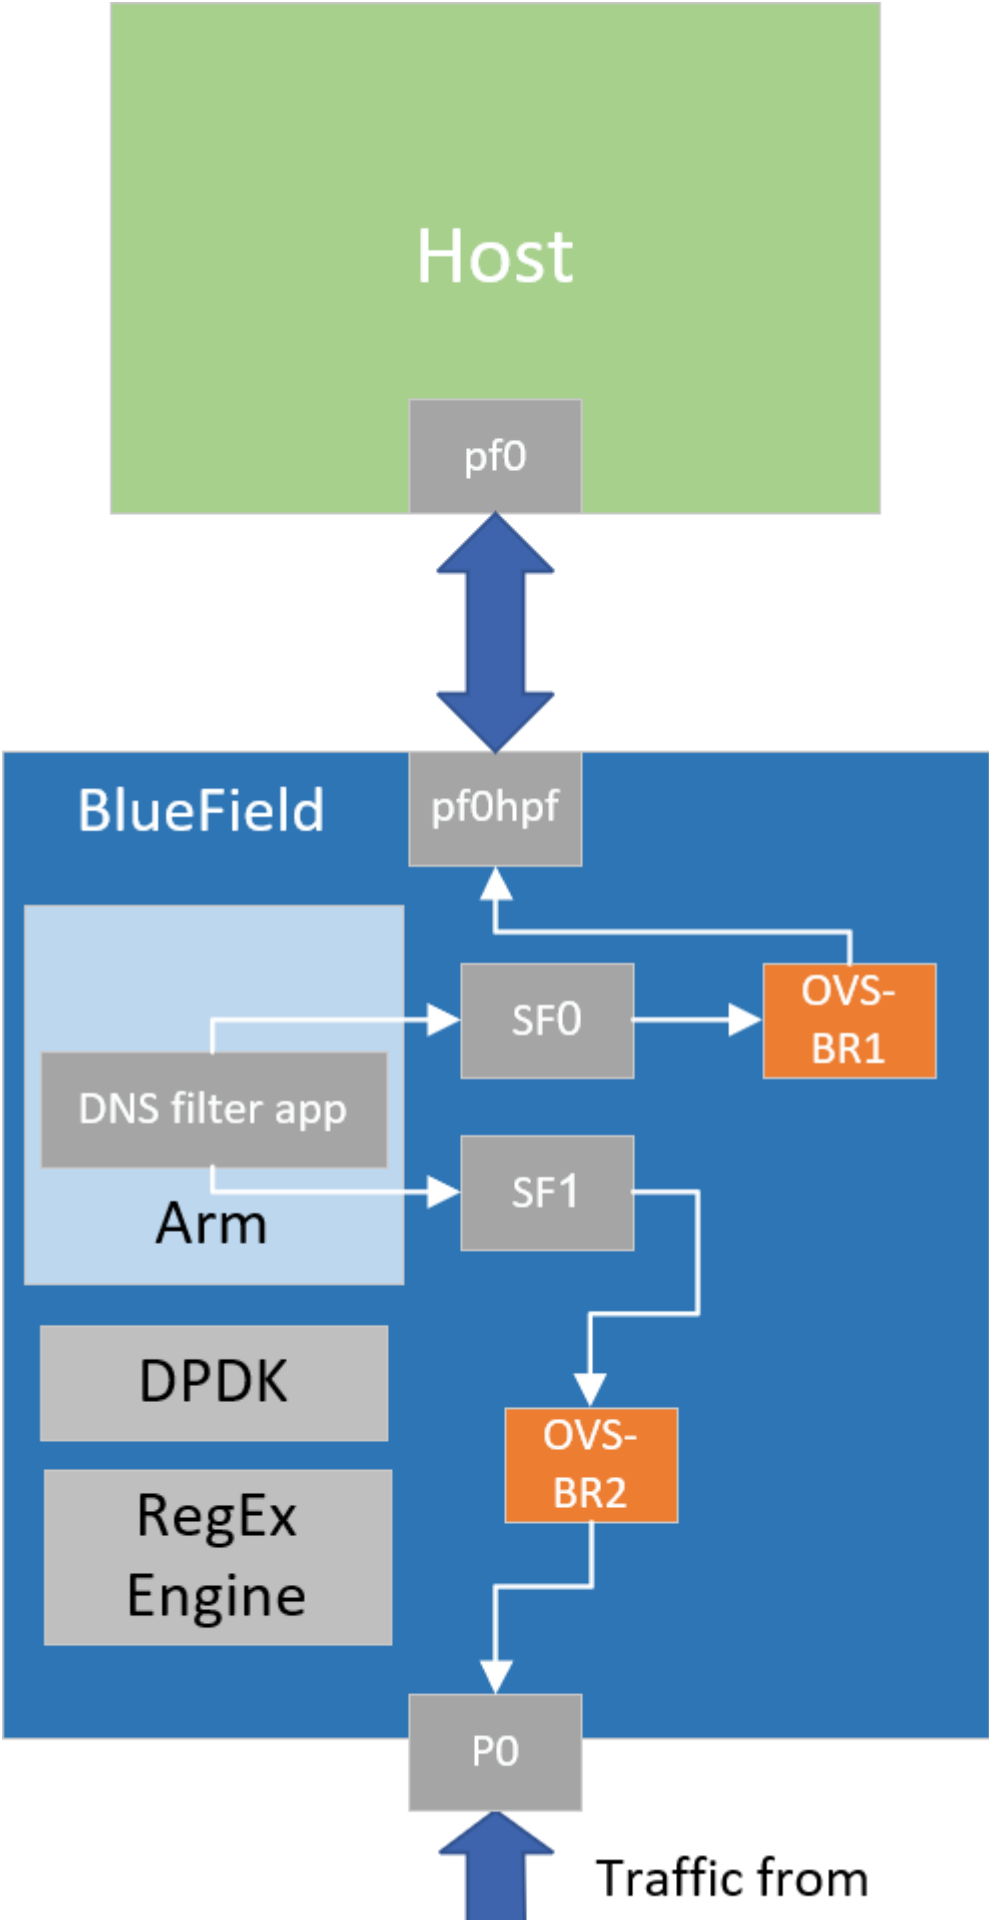 Host
pf0
BlueField
pf0hpf
SF0
OVS-
BR1
DNS filter app
SF1
Arm
DPDK
OVS-
BR2
RegEx
Engine
P0
Traffic from